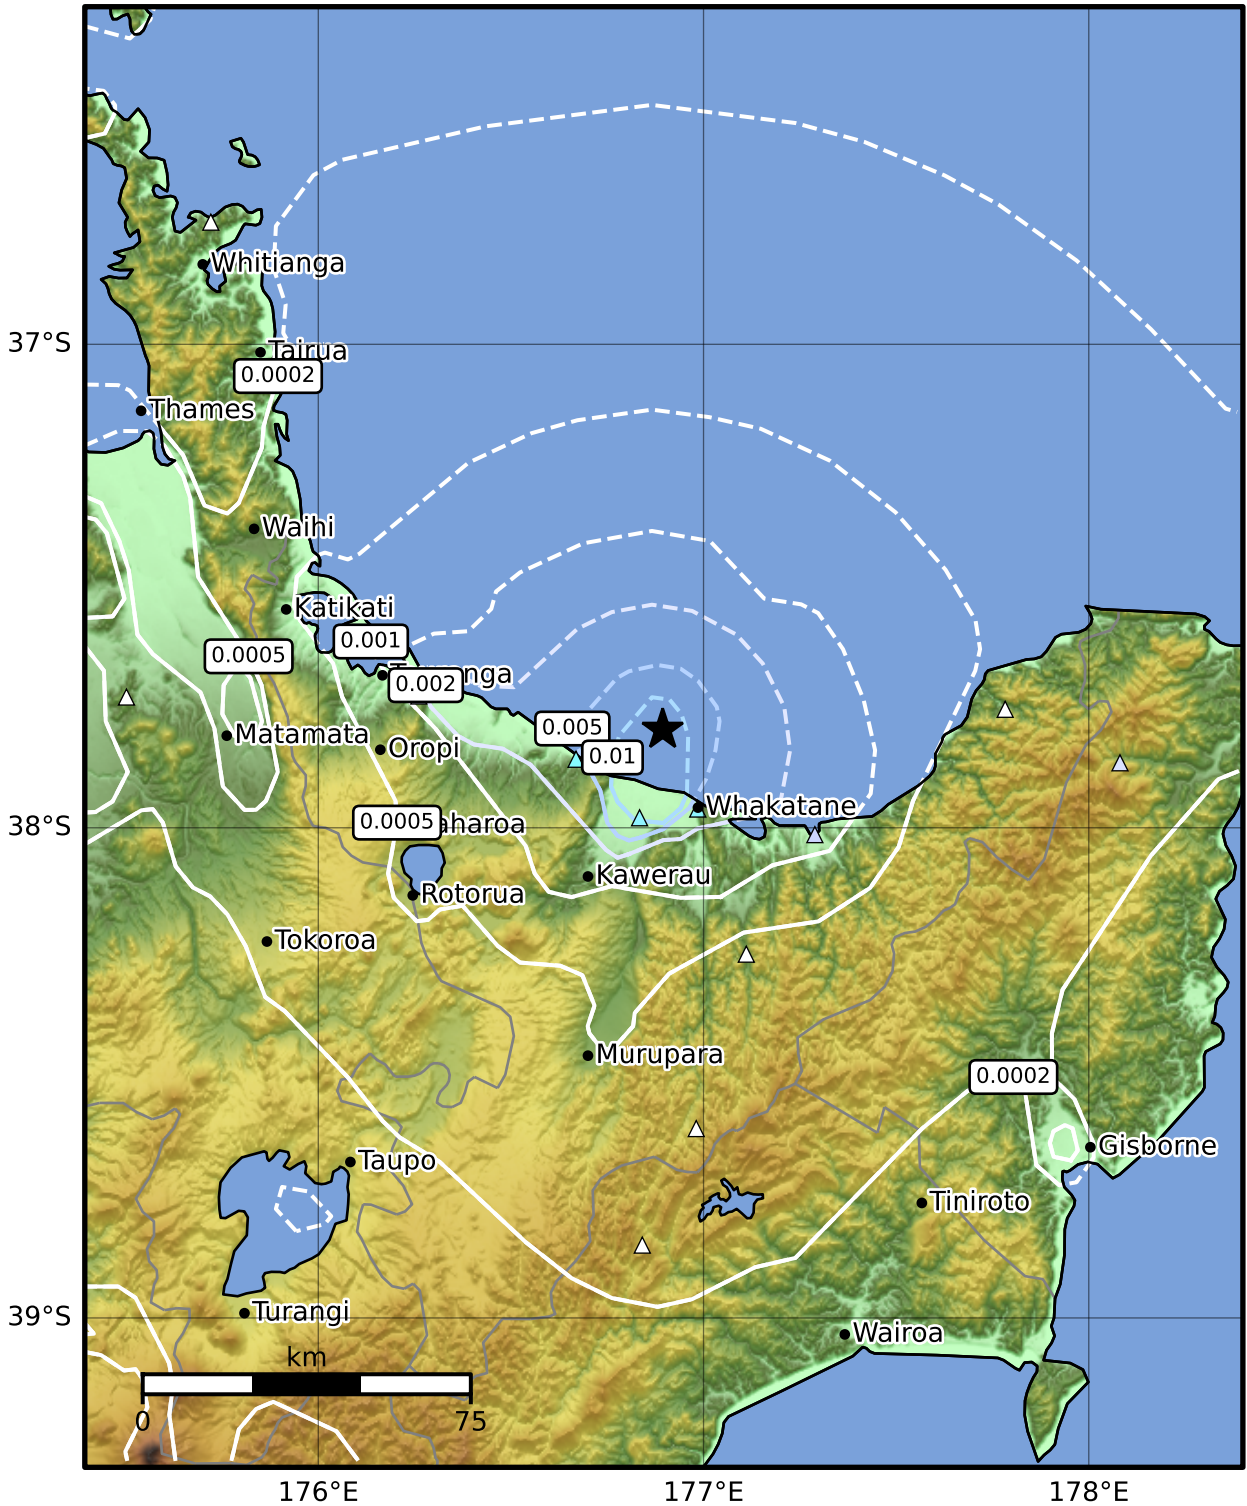 Whitianga
37°S
Tairua
0.0002
Thames
Waihi
Katikati
0.001
0.0005
0.002
Matamata
Oropi
0.005
0.01
Whakatane
38°S
0.0005
Kawerau
Rotorua
Tokoroa
Murupara
0.0002
Gisborne
Taupo
Tiniroto
39°S
Turangi
Wairoa
km
0
75
176°E
177°E
178°E